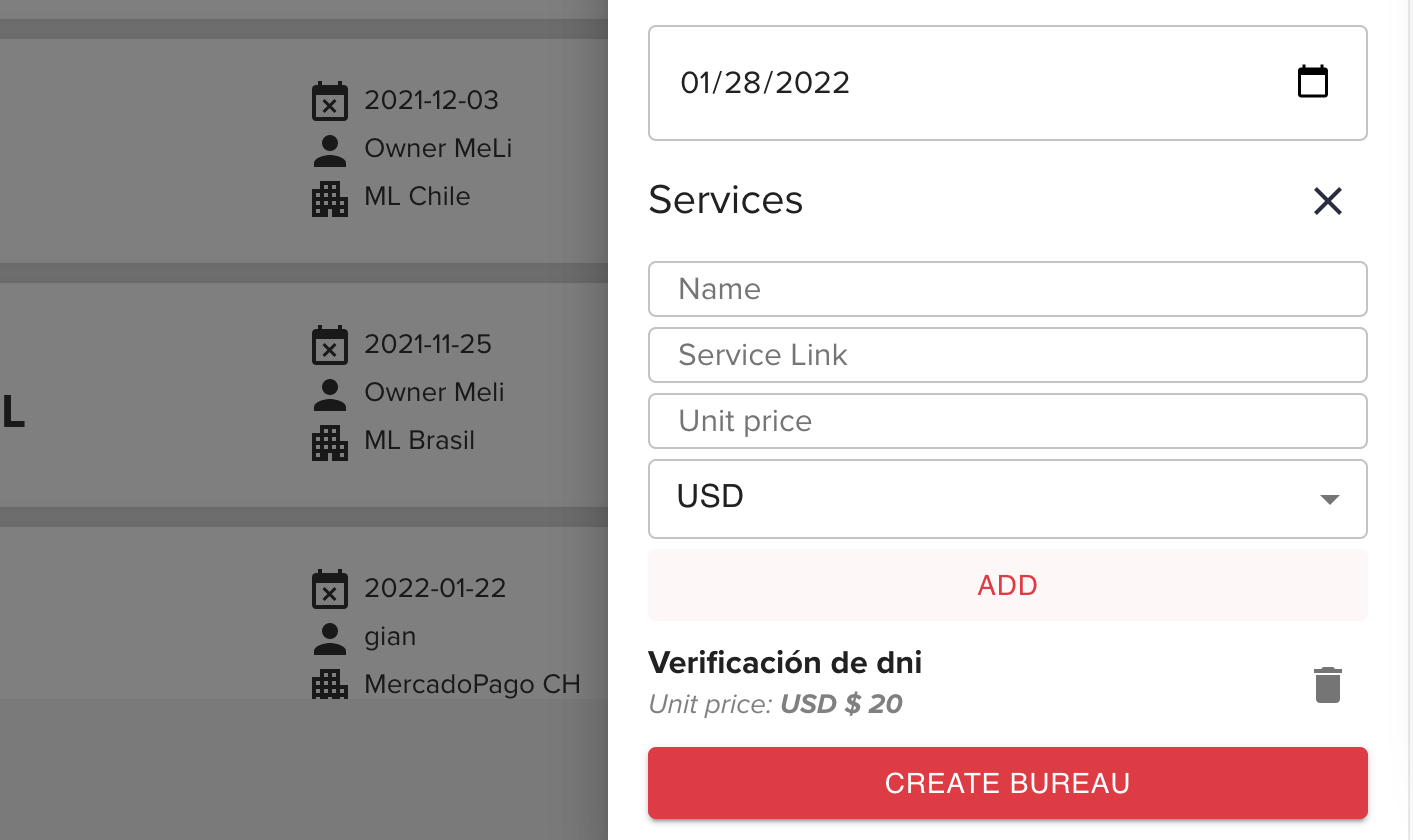 2021-12-03
Owner MeLi
ML Chile
L
2021-11-25
Owner Meli
ML Brasil
2022-01-22
gian
MercadoPago CH
01/28/2022
Services
Name
Service Link
Unit price
USD
ADD
Verificación de dni
Unit price: USD $ 20
CREATE BUREAU